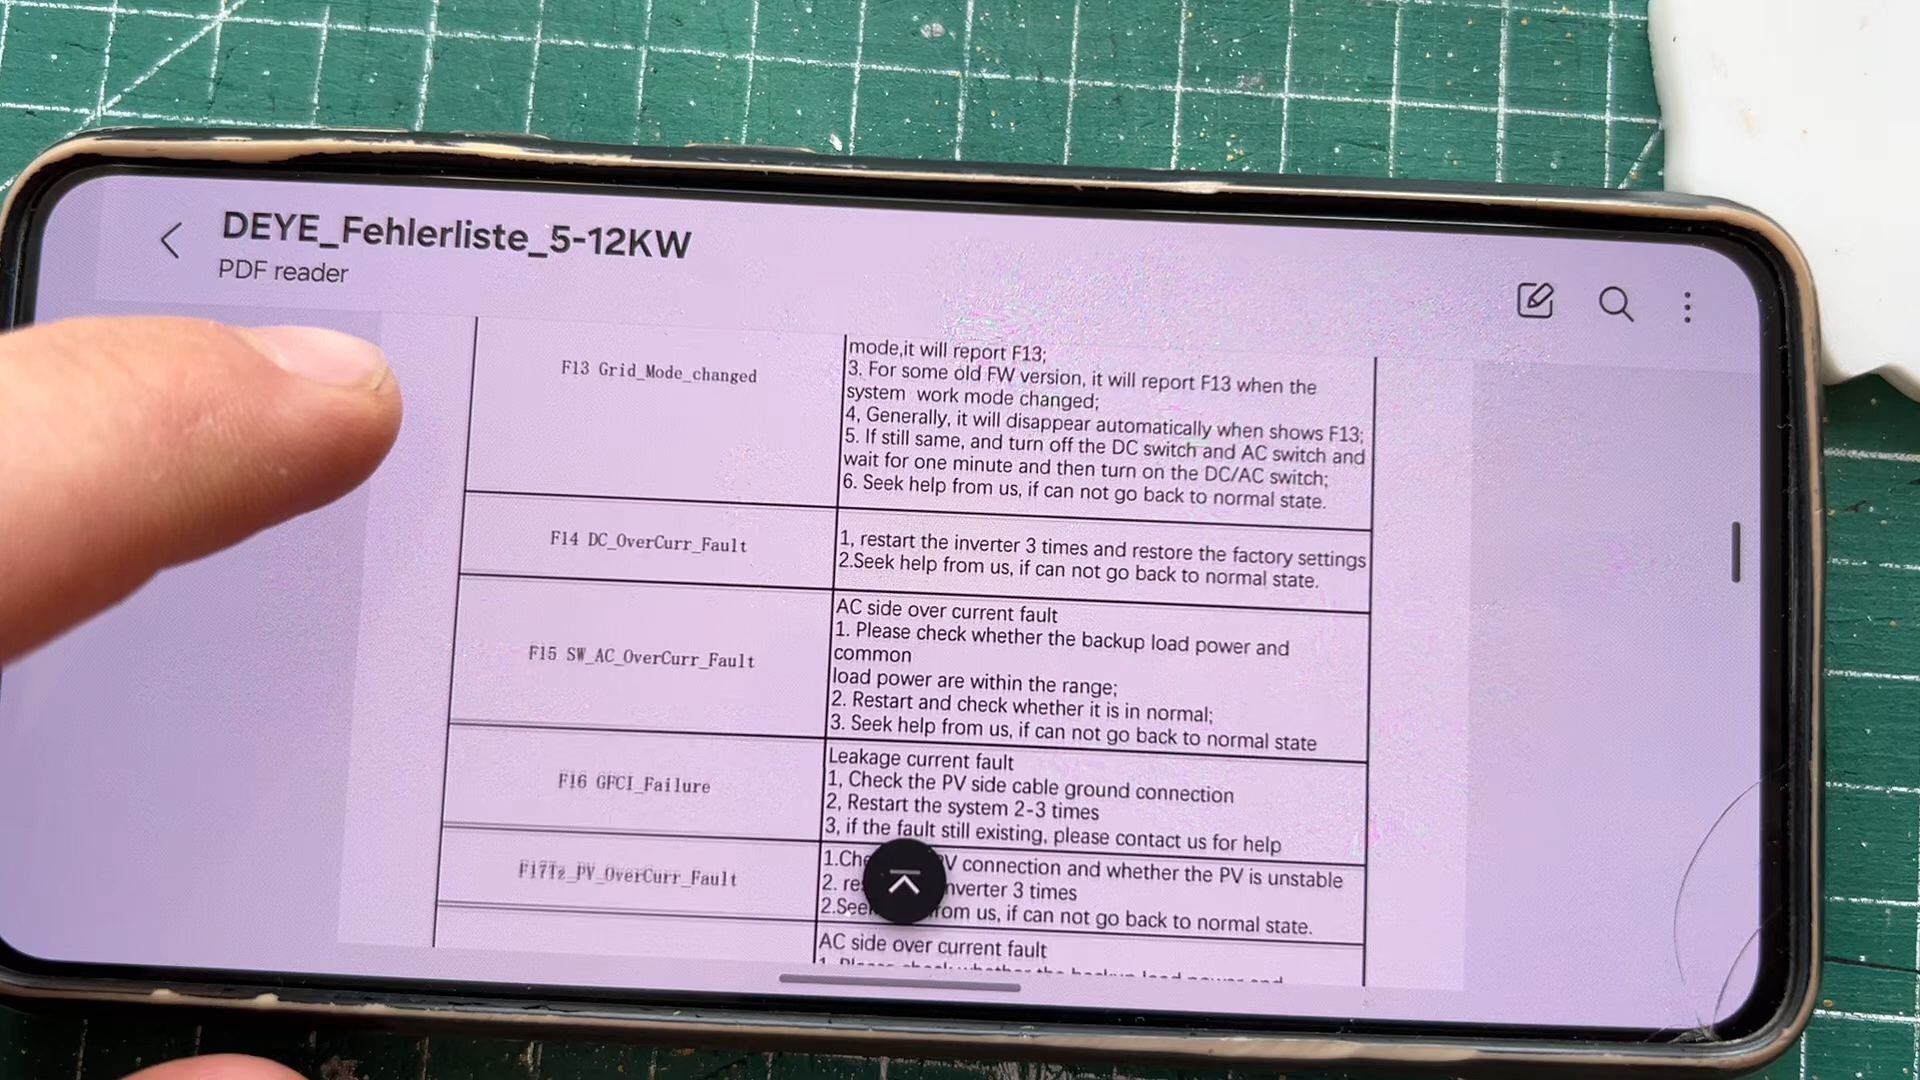 DEYE_Fehlerliste_5-12KW
PDF reader
F13 Grid_Mode_changed
mode,it will report F13;
3. For some old FW version, it will report F13 when the
system work mode changed;
4, Generally, it will disappear automatically when shows F13;
5. If still same, and turn off the DC switch and AC switch and
wait for one minute and then turn on the DC/AC switch;
6. Seek help from us, if can not go back to normal state.
F14 DC_OverCurr_Fault
1, restart the inverter 3 times and restore the factory settings
2.Seek help from us, if can not go back to normal state.
F15 SW_AC_OverCurr_Fault
AC side over current fault
1. Please check whether the backup load power and
common
load power are within the range;
2. Restart and check whether it is in normal;
3. Seek help from us, if can not go back to normal state
F16 GFCI_Failure
Leakage current fault
1, Check the PV side cable ground connection
2, Restart the system 2-3 times
3, if the fault still existing, please contact us for help
F17Tz_PV_OverCurr_Fault
1.Che V connection and whether the PV is unstable
2. re nverter 3 times
2.Seek from us, if can not go back to normal state.
AC side over current fault